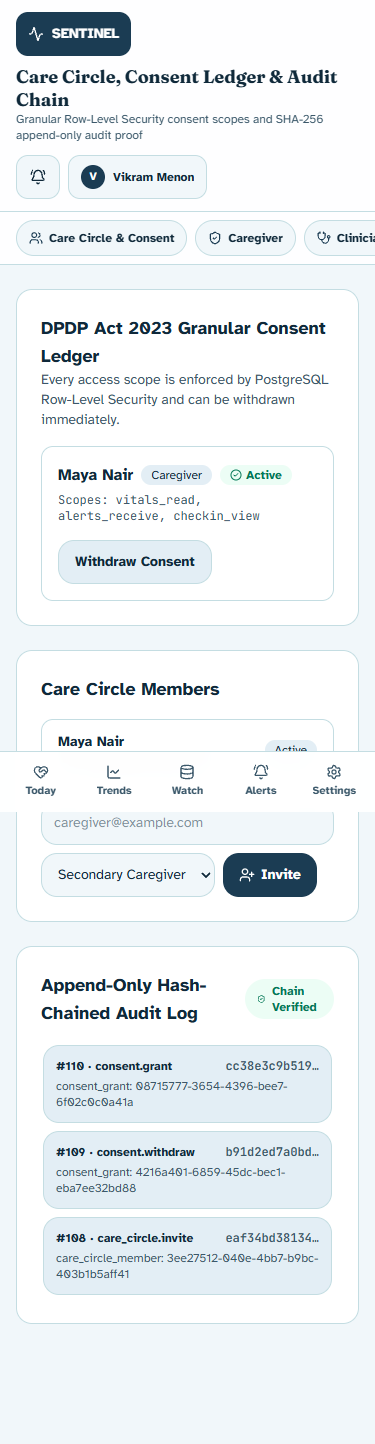 SENTINEL
Care Circle, Consent Ledger & Audit
Chain
Granular Row-Level Security consent scopes and SHA-256
append-only audit proof
V Vikram Menon
Care Circle & Consent Caregiver
DPDP Act 2023 Granular Consent
Ledger
Every access scope is enforced by PostgreSQL
Row-Level Security and can be withdrawn
immediately.
Maya Nair Caregiver Active
Scopes: vitals_read,
alerts_receive, checkin_view
Withdraw Consent
Care Circle Members
Maya Nair
Active
Today Trends Watch Alerts Settings
caregiver@example.com
Secondary Caregiver Invite
Append-Only Hash-
Chained Audit Log
Chain
Verified
#110 · consent.grant cc38e3c9b519…
consent_grant: 08715777-3654-4396-bee7-
6f02c0c0a41a
#109 · consent.withdraw b91d2ed7a0bd…
consent_grant: 4216a401-6859-45dc-bec1-
eba7ee32bd88
#108 · care_circle.invite eaf34bd38134…
care_circle_member: 3ee27512-040e-4bb7-b9bc-
403b1b5aff41